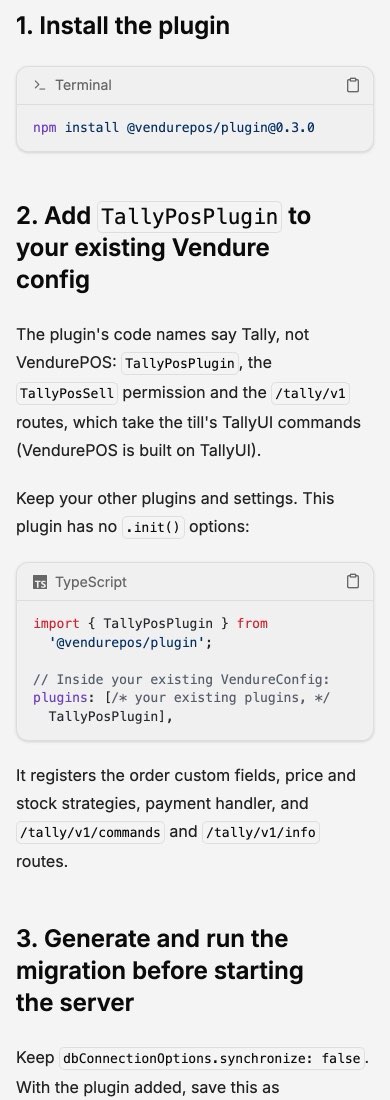 1. Install the plugin
Terminal
npm install @vendurepos/plugin@0.3.0
2. Add TallyPosPlugin to
your existing Vendure
config
The plugin's code names say Tally, not
VendurePOS: TallyPosPlugin, the
TallyPosSell permission and the /tally/v1
routes, which take the till's TallyUI commands
(VendurePOS is built on TallyUI).
Keep your other plugins and settings. This
plugin has no .init() options:
TS TypeScript
import { TallyPosPlugin } from
'@vendurepos/plugin';
// Inside your existing VendureConfig:
plugins: [/* your existing plugins, */
TallyPosPlugin],
It registers the order custom fields, price and
stock strategies, payment handler, and
/tally/v1/commands and /tally/v1/info
routes.
3. Generate and run the
migration before starting
the server
Keep dbConnectionOptions.synchronize: false.
With the plugin added, save this as